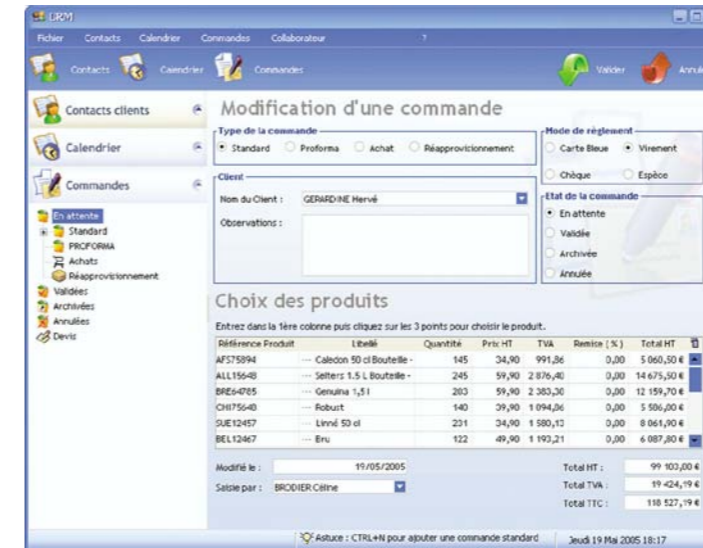 CRM
Fichier Contacts Calendrier Commandes Collaborateur ?
Contacts Calendrier Commandes Valider Annule
Contacts clients
Calendrier
Commandes
En attente
Standard
PROFORMA
Achats
Réapprovisionnement
Validées
Archivées
Annulées
Devis
Modification d'une commande
Type de la commande
Standard Proforma Achat Réapprovisionnement
Mode de règlement
Carte Bleue Virement
Chèque Espèce
Client
Nom du Client : GERARDINE Hervé
Observations :
Etat de la commande
En attente
Validée
Archivée
Annulée
Choix des produits
Entrez dans la 1ère colonne puis cliquez sur les 3 points pour choisir le produit.
Référence Produit Libellé Quantité Prix HT TVA Remise (%) Total HT
AFS75894 ... Caledon 50 cl Bouteille - 145 34,90 991,86 0,00 5 060,50 €
ALL15648 ... Selters 1.5 L Bouteille - 245 59,90 2 876,40 0,00 14 675,50 €
BRE64785 ... Genuina 1,5 l 203 59,90 2 383,30 0,00 12 159,70 €
CHI75640 ... Robust 140 39,90 1 094,86 0,00 5 586,00 €
SUE12457 ... Linné 50 cl 231 34,90 1 580,13 0,00 8 061,90 €
BEL12467 ... Eru 122 49,90 1 193,21 0,00 6 087,80 €
Modifié le : 19/05/2005
Saisie par : BRODIER Céline
Total HT : 99 103,00 €
Total TVA : 19 424,19 €
Total TTC : 118 527,19 €
Astuce : CTRL+N pour ajouter une commande standard
Jeudi 19 Mai 2005 18:17